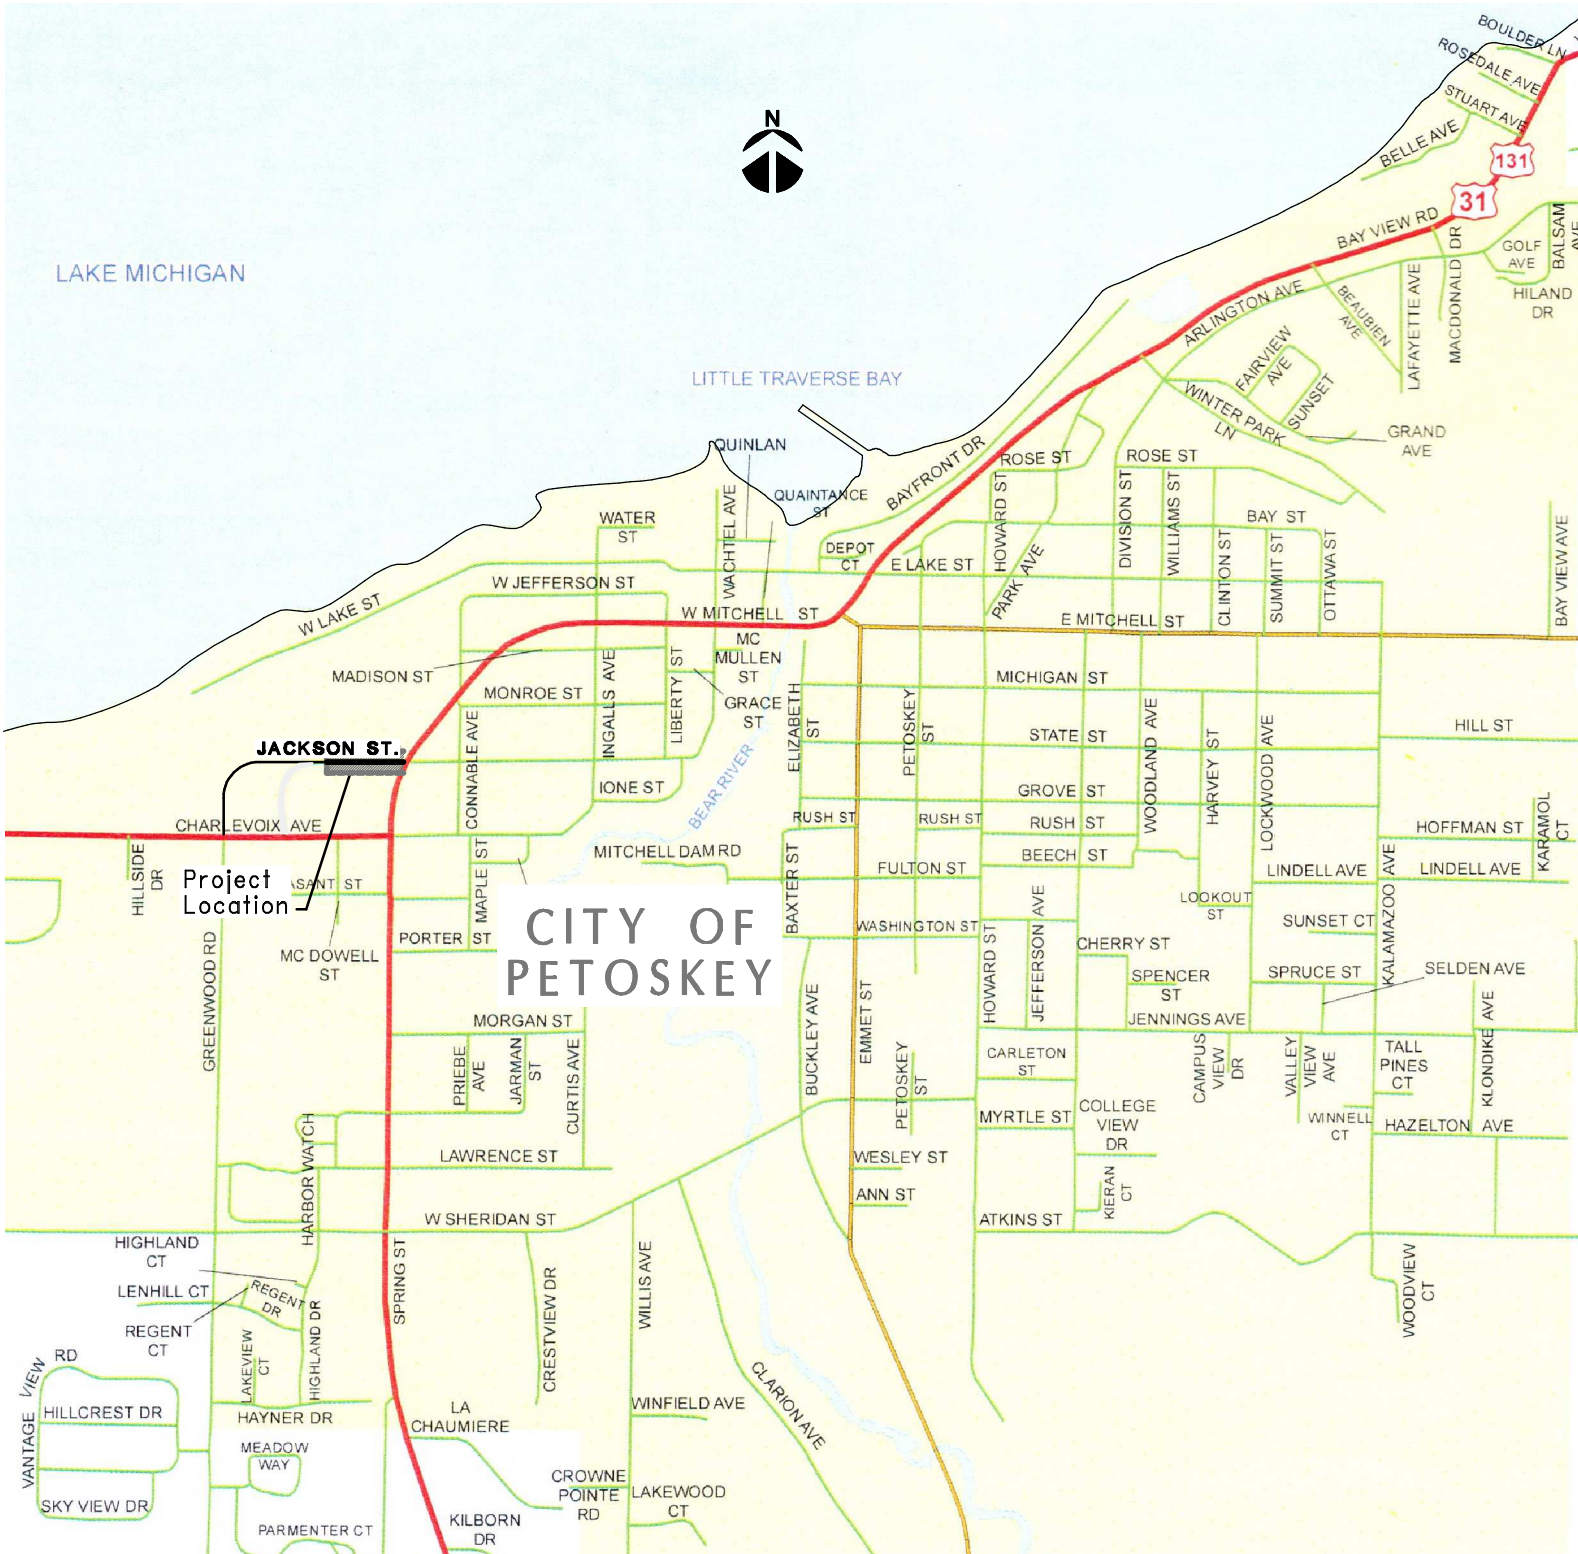 BOULDER LN
ROSEDALE AVE
STUART AVE
BELLE AVE
131
31
N
BAY VIEW RD
BALSAM
AVE
GOLF
AVE
HILAND
DR
MACDONALD DR
LAFAYETTE AVE
BEAUBIEN
AVE
ARLINGTON AVE
LAKE MICHIGAN
LITTLE TRAVERSE BAY
FAIRVIEW
AVE
SUNSET
WINTER PARK
LN
GRAND
AVE
QUINLAN
QUAINTANCE
ST
BAYFRONT DR
ROSE ST
ROSE ST
HOWARD ST
DIVISION ST
WILLIAMS ST
BAY ST
CLINTON ST
SUMMIT ST
OTTAWA ST
BAY VIEW AVE
WATER
ST
WACHTEL AVE
DEPOT
CT
E LAKE ST
PARK AVE
W JEFFERSON ST
W LAKE ST
W MITCHELL ST
E MITCHELL ST
MADISON ST
MC
MULLEN
ST
MONROE ST
INGALLS AVE
LIBERTY ST
GRACE
ST
ELIZABETH
ST
PETOSKEY
ST
MICHIGAN ST
STATE ST
WOODLAND AVE
HARVEY ST
LOCKWOOD AVE
HILL ST
JACKSON ST.
CONNABLE AVE
IONE ST
BEAR RIVER
GROVE ST
CHARLEVOIX AVE
RUSH ST
RUSH ST
RUSH ST
HOFFMAN ST
KARAMOL
CT
HILLSIDE
DR
Project
Location
ASANT ST
MAPLE ST
MITCHELL DAM RD
BAXTER ST
FULTON ST
BEECH ST
LINDELL AVE
LINDELL AVE
KALAMAZOO AVE
LOOKOUT
ST
SUNSET CT
CITY OF
PETOSKEY
PORTER ST
MC DOWELL
ST
GREENWOOD RD
WASHINGTON ST
HOWARD ST
JEFFERSON AVE
CHERRY ST
SPENCER
ST
SPRUCE ST
SELDEN AVE
JENNINGS AVE
MORGAN ST
PRIEBE
AVE
JARMAN
ST
CURTIS AVE
BUCKLEY AVE
EMMET ST
PETOSKEY
ST
CARLETON
ST
CAMPUS
VIEW
DR
VALLEY
VIEW
AVE
TALL
PINES
CT
KLONDIKE AVE
MYRTLE ST
COLLEGE
VIEW
DR
WINNELL
CT
HAZELTON AVE
HARBOR WATCH
LAWRENCE ST
WESLEY ST
ANN ST
KIERAN
CT
W SHERIDAN ST
ATKINS ST
HIGHLAND
CT
LENHILL CT
REGENT
DR
REGENT
CT
SPRING ST
CRESTVIEW DR
WILLIS AVE
WOODVIEW
CT
VANTAGE VIEW
RD
LAKEVIEW
CT
HIGHLAND DR
CLARION AVE
HILLCREST DR
HAYNER DR
LA
CHAUMIERE
WINFIELD AVE
MEADOW
WAY
SKY VIEW DR
CROWNE
POINTE
RD
LAKEWOOD
CT
PARMENTER CT
KILBORN
DR